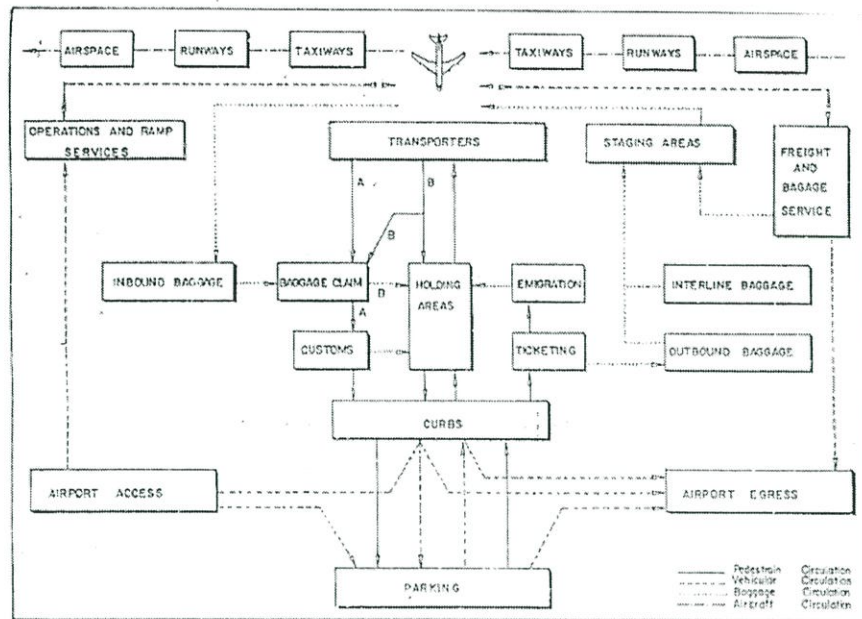 AIRSPACE RUNWAYS TAXIWAYS TAXIWAYS RUNWAYS AIRSPACE
OPERATIONS AND RAMP
SERVICES
TRANSPORTERS
STAGING AREAS
FREIGHT
AND
BAGAGE
SERVICE
A
B
B
INBOUND BAGGAGE
BAGGAGE CLAIM
B
HOLDING
AREAS
EMIGRATION
INTERLINE BAGGAGE
A
CUSTOMS
TICKETING
OUTBOUND BAGGAGE
CURBS
AIRPORT ACCESS
AIRPORT EGRESS
PARKING
Pedestrain Circulation
Vehicular Circulation
Baggage Circulation
Aircraft Circulation